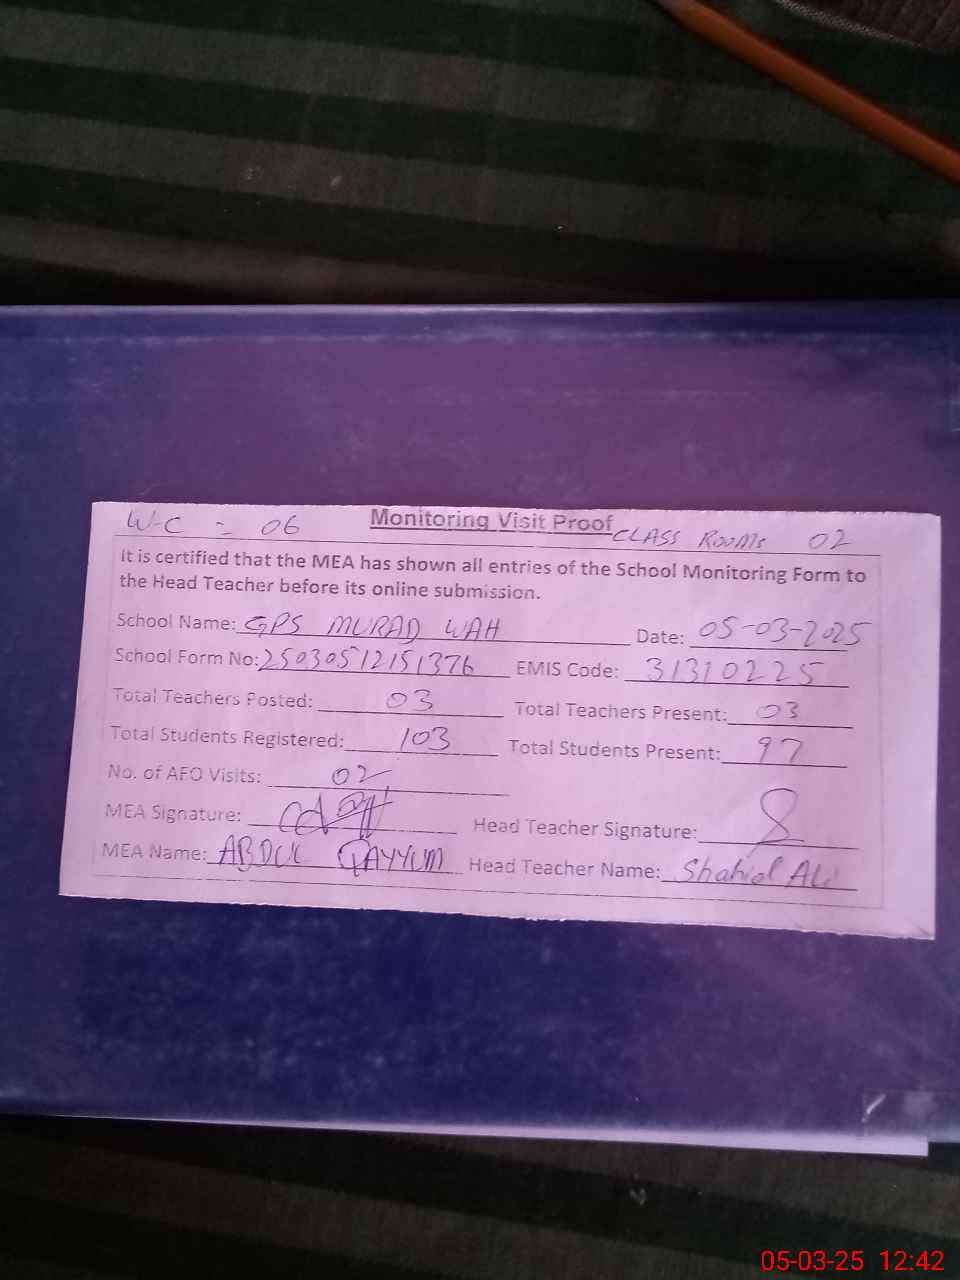 W-C = 06 Monitoring Visit Proof CLASS ROOMS 02
It is certified that the MEA has shown all entries of the School Monitoring Form to
the Head Teacher before its online submission.
School Name: GPS MURAD WAH Date: 05-03-2025
School Form No: 25030512151376 EMIS Code: 31310225
Total Teachers Posted: 03 Total Teachers Present: 03
Total Students Registered: 103 Total Students Present: 97
No. of AEO Visits: 02
MEA Signature: Head Teacher Signature:
MEA Name: ABDUL QAYYUM Head Teacher Name: Shahid Ali
05-03-25 12:42